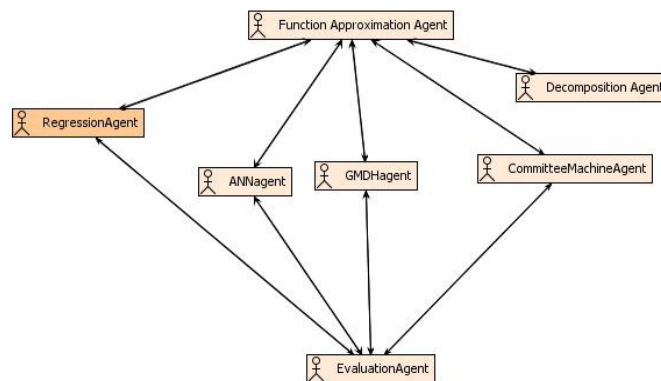 Function Approximation Agent
Decomposition Agent
RegressionAgent
ANNagent
GMDHagent
CommitteeMachineAgent
EvaluationAgent